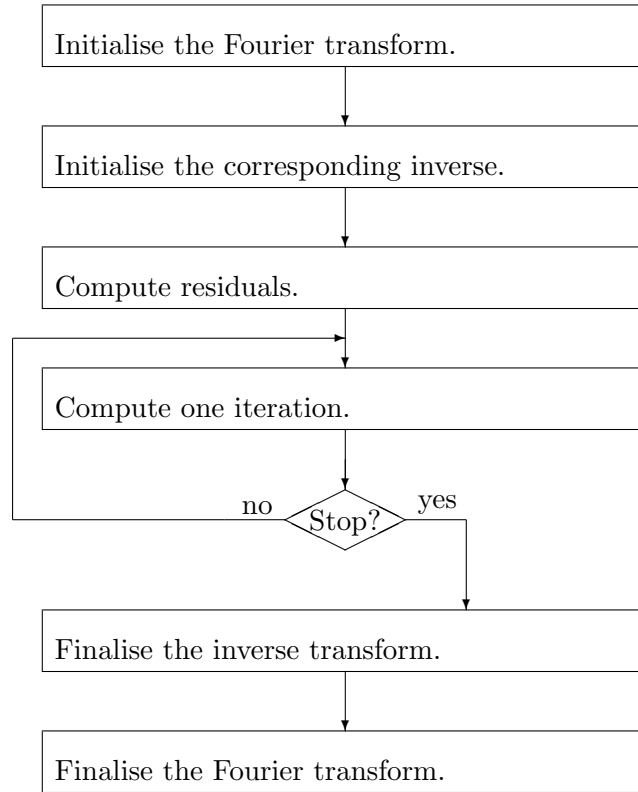 Initialise the Fourier transform.
Initialise the corresponding inverse.
Compute residuals.
Compute one iteration.
no
Stop?
yes
Finalise the inverse transform.
Finalise the Fourier transform.